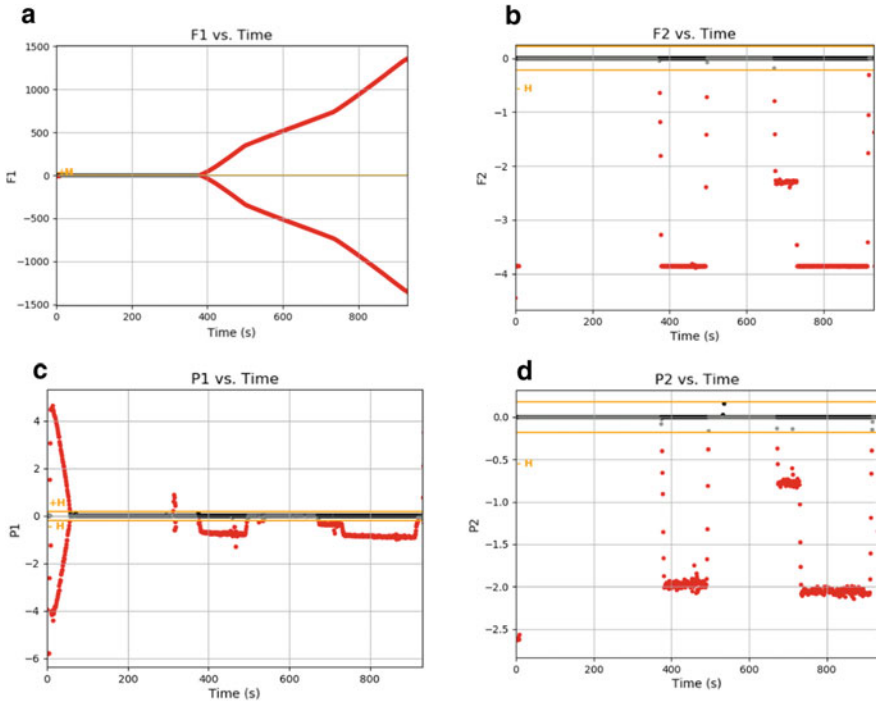 a
F1 vs. Time
1500
1000
500
0
−500
−1000
−1500
+H
F1
0 200 400 600 800
Time (s)
b
F2 vs. Time
0
−1
−2
−3
−4
- H
F2
0 200 400 600 800
Time (s)
c
P1 vs. Time
4
2
0
−2
−4
−6
+H
- H
P1
0 200 400 600 800
Time (s)
d
P2 vs. Time
0.0
−0.5
−1.0
−1.5
−2.0
−2.5
- H
P2
0 200 400 600 800
Time (s)